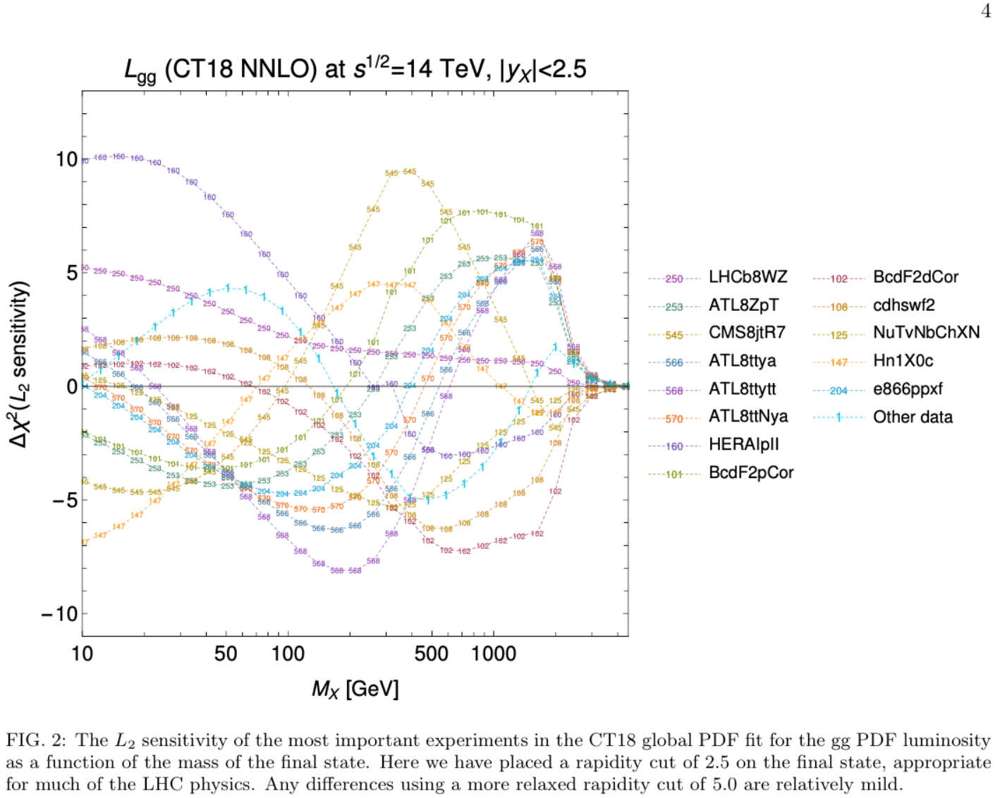 4
L_gg (CT18 NNLO) at s^1/2=14 TeV, |y_X|<2.5
Δχ²(L₂ sensitivity)
10
5
0
−5
−10
10 50 100 500 1000
M_X [GeV]
250 LHCb8WZ
253 ATL8ZpT
545 CMS8jtR7
566 ATL8ttya
568 ATL8ttytt
570 ATL8ttNya
160 HERAIpII
101 BcdF2pCor
102 BcdF2dCor
108 cdhswf2
125 NuTvNbChXN
147 Hn1X0c
204 e866ppxf
1 Other data
FIG. 2: The L₂ sensitivity of the most important experiments in the CT18 global PDF fit for the gg PDF luminosity
as a function of the mass of the final state. Here we have placed a rapidity cut of 2.5 on the final state, appropriate
for much of the LHC physics. Any differences using a more relaxed rapidity cut of 5.0 are relatively mild.